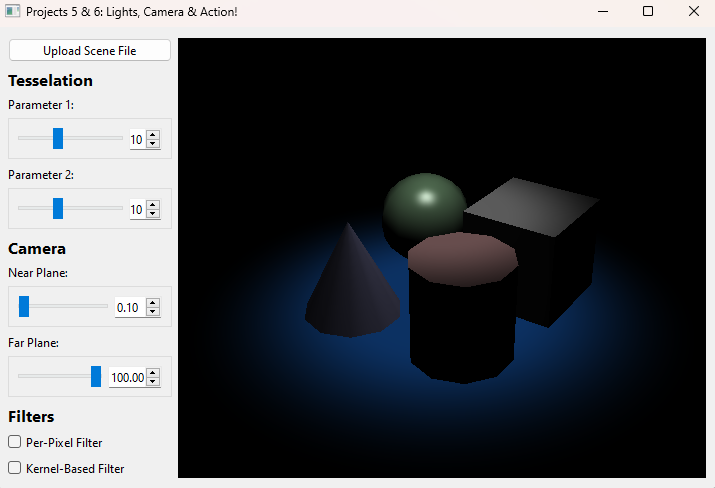 Projects 5 & 6: Lights, Camera & Action!
Upload Scene File
Tesselation
Parameter 1:
10
Parameter 2:
10
Camera
Near Plane:
0.10
Far Plane:
100.00
Filters
Per-Pixel Filter
Kernel-Based Filter